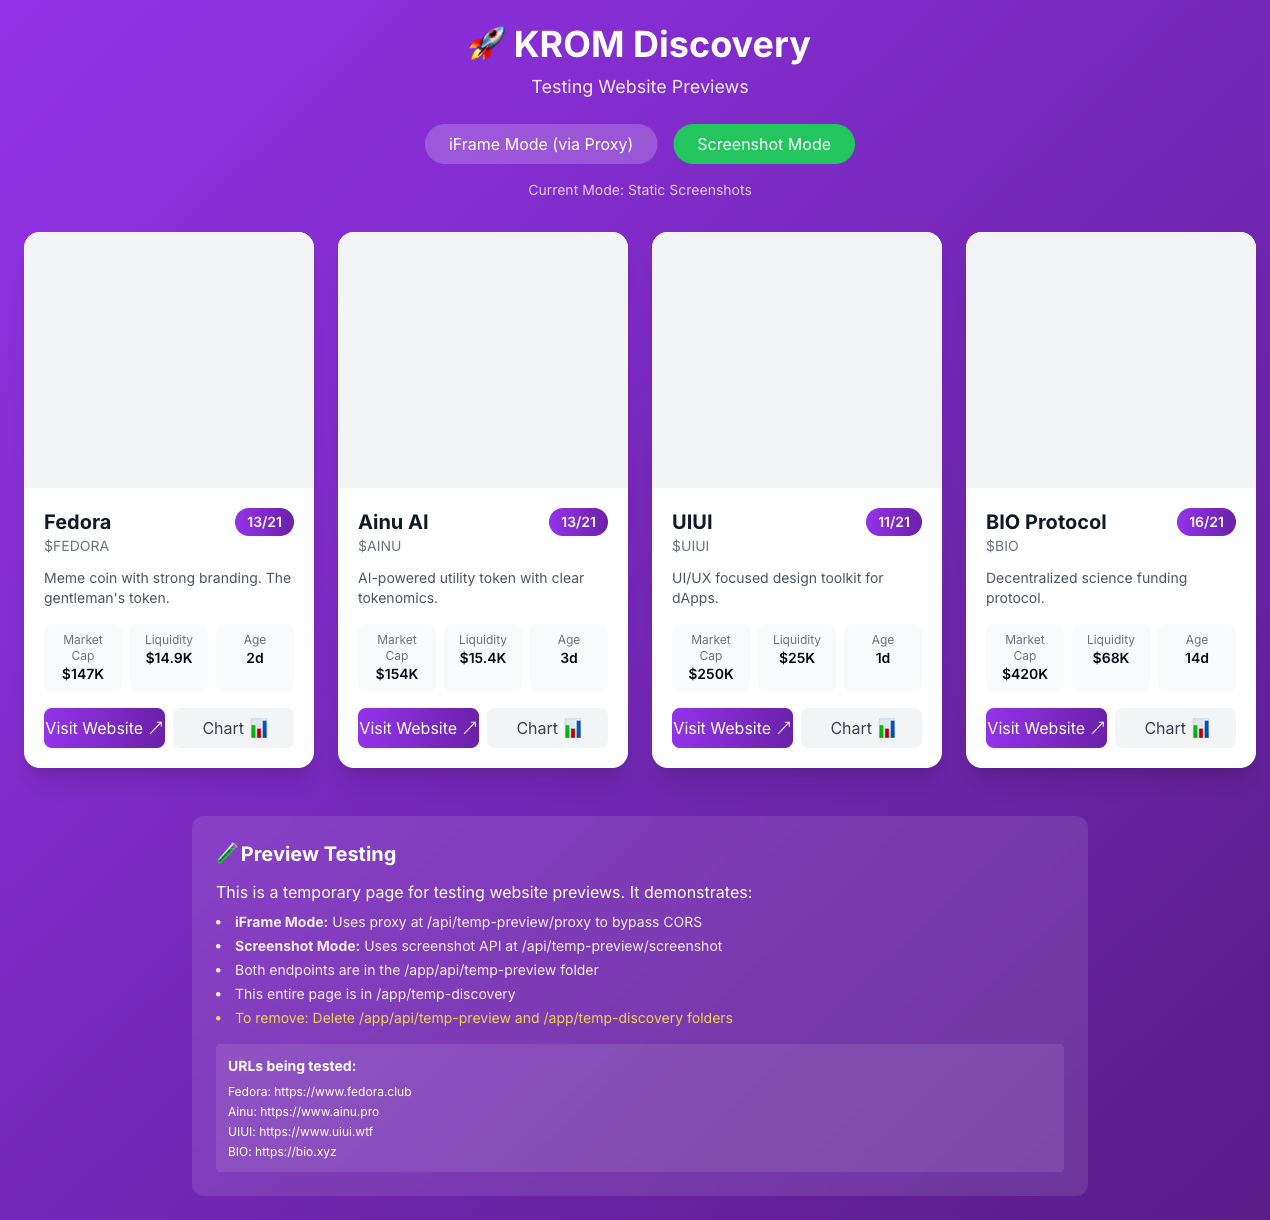 🚀 KROM Discovery
Testing Website Previews
iFrame Mode (via Proxy)
Screenshot Mode
Current Mode: Static Screenshots
Fedora
13/21
$FEDORA
Meme coin with strong branding. The
gentleman's token.
Market
Cap
$147K
Liquidity
$14.9K
Age
2d
Visit Website ↗
Chart 📊
Ainu AI
13/21
$AINU
AI-powered utility token with clear
tokenomics.
Market
Cap
$154K
Liquidity
$15.4K
Age
3d
Visit Website ↗
Chart 📊
UIUI
11/21
$UIUI
UI/UX focused design toolkit for
dApps.
Market
Cap
$250K
Liquidity
$25K
Age
1d
Visit Website ↗
Chart 📊
BIO Protocol
16/21
$BIO
Decentralized science funding
protocol.
Market
Cap
$420K
Liquidity
$68K
Age
14d
Visit Website ↗
Chart 📊
🧪 Preview Testing
This is a temporary page for testing website previews. It demonstrates:
• iFrame Mode: Uses proxy at /api/temp-preview/proxy to bypass CORS
• Screenshot Mode: Uses screenshot API at /api/temp-preview/screenshot
• Both endpoints are in the /app/api/temp-preview folder
• This entire page is in /app/temp-discovery
• To remove: Delete /app/api/temp-preview and /app/temp-discovery folders
URLs being tested:
Fedora: https://www.fedora.club
Ainu: https://www.ainu.pro
UIUI: https://www.uiui.wtf
BIO: https://bio.xyz